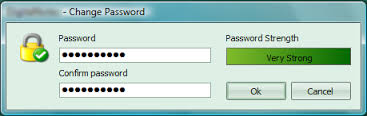 - Change Password
Password
Password Strength
●●●●●●●●●●
Very Strong
Confirm password
●●●●●●●●●●
Ok
Cancel